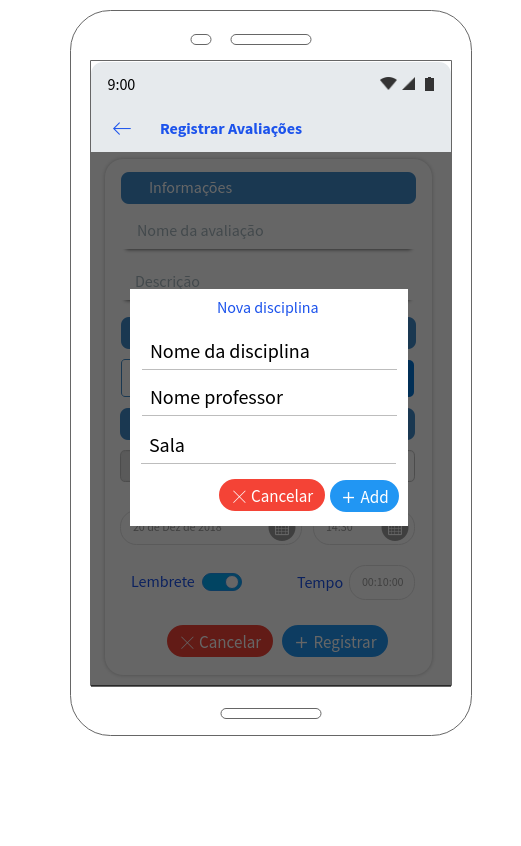 9:00
Registrar Avaliações
Informações
Nome da avaliação
Descrição
Nova disciplina
Nome da disciplina
Nome professor
Sala
Cancelar + Add
20 de Dez de 2018 14:30
Lembrete Tempo 00:10:00
Cancelar + Registrar